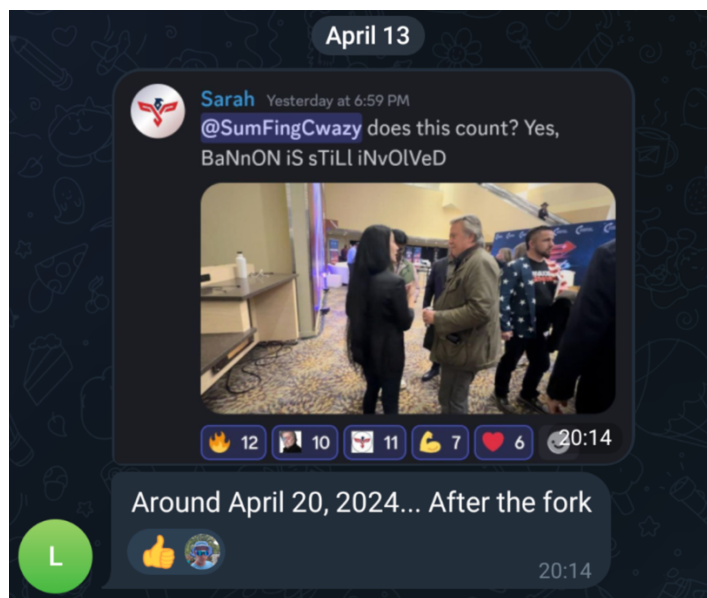 April 13
Sarah Yesterday at 6:59 PM
@SumFingCwazy does this count? Yes,
BaNnON iS sTiLl iNvOlVeD
12 10 11 7 6 20:14
Around April 20, 2024... After the fork
L
20:14